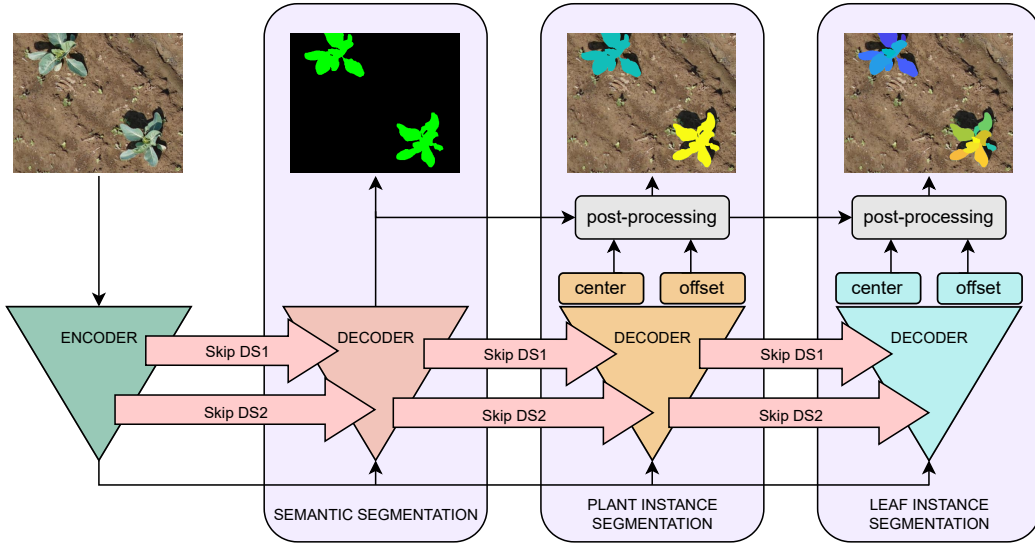 post-processing
post-processing
center
offset
center
offset
ENCODER
DECODER
DECODER
DECODER
Skip DS1
Skip DS1
Skip DS1
Skip DS2
Skip DS2
Skip DS2
SEMANTIC SEGMENTATION
PLANT INSTANCE
SEGMENTATION
LEAF INSTANCE
SEGMENTATION